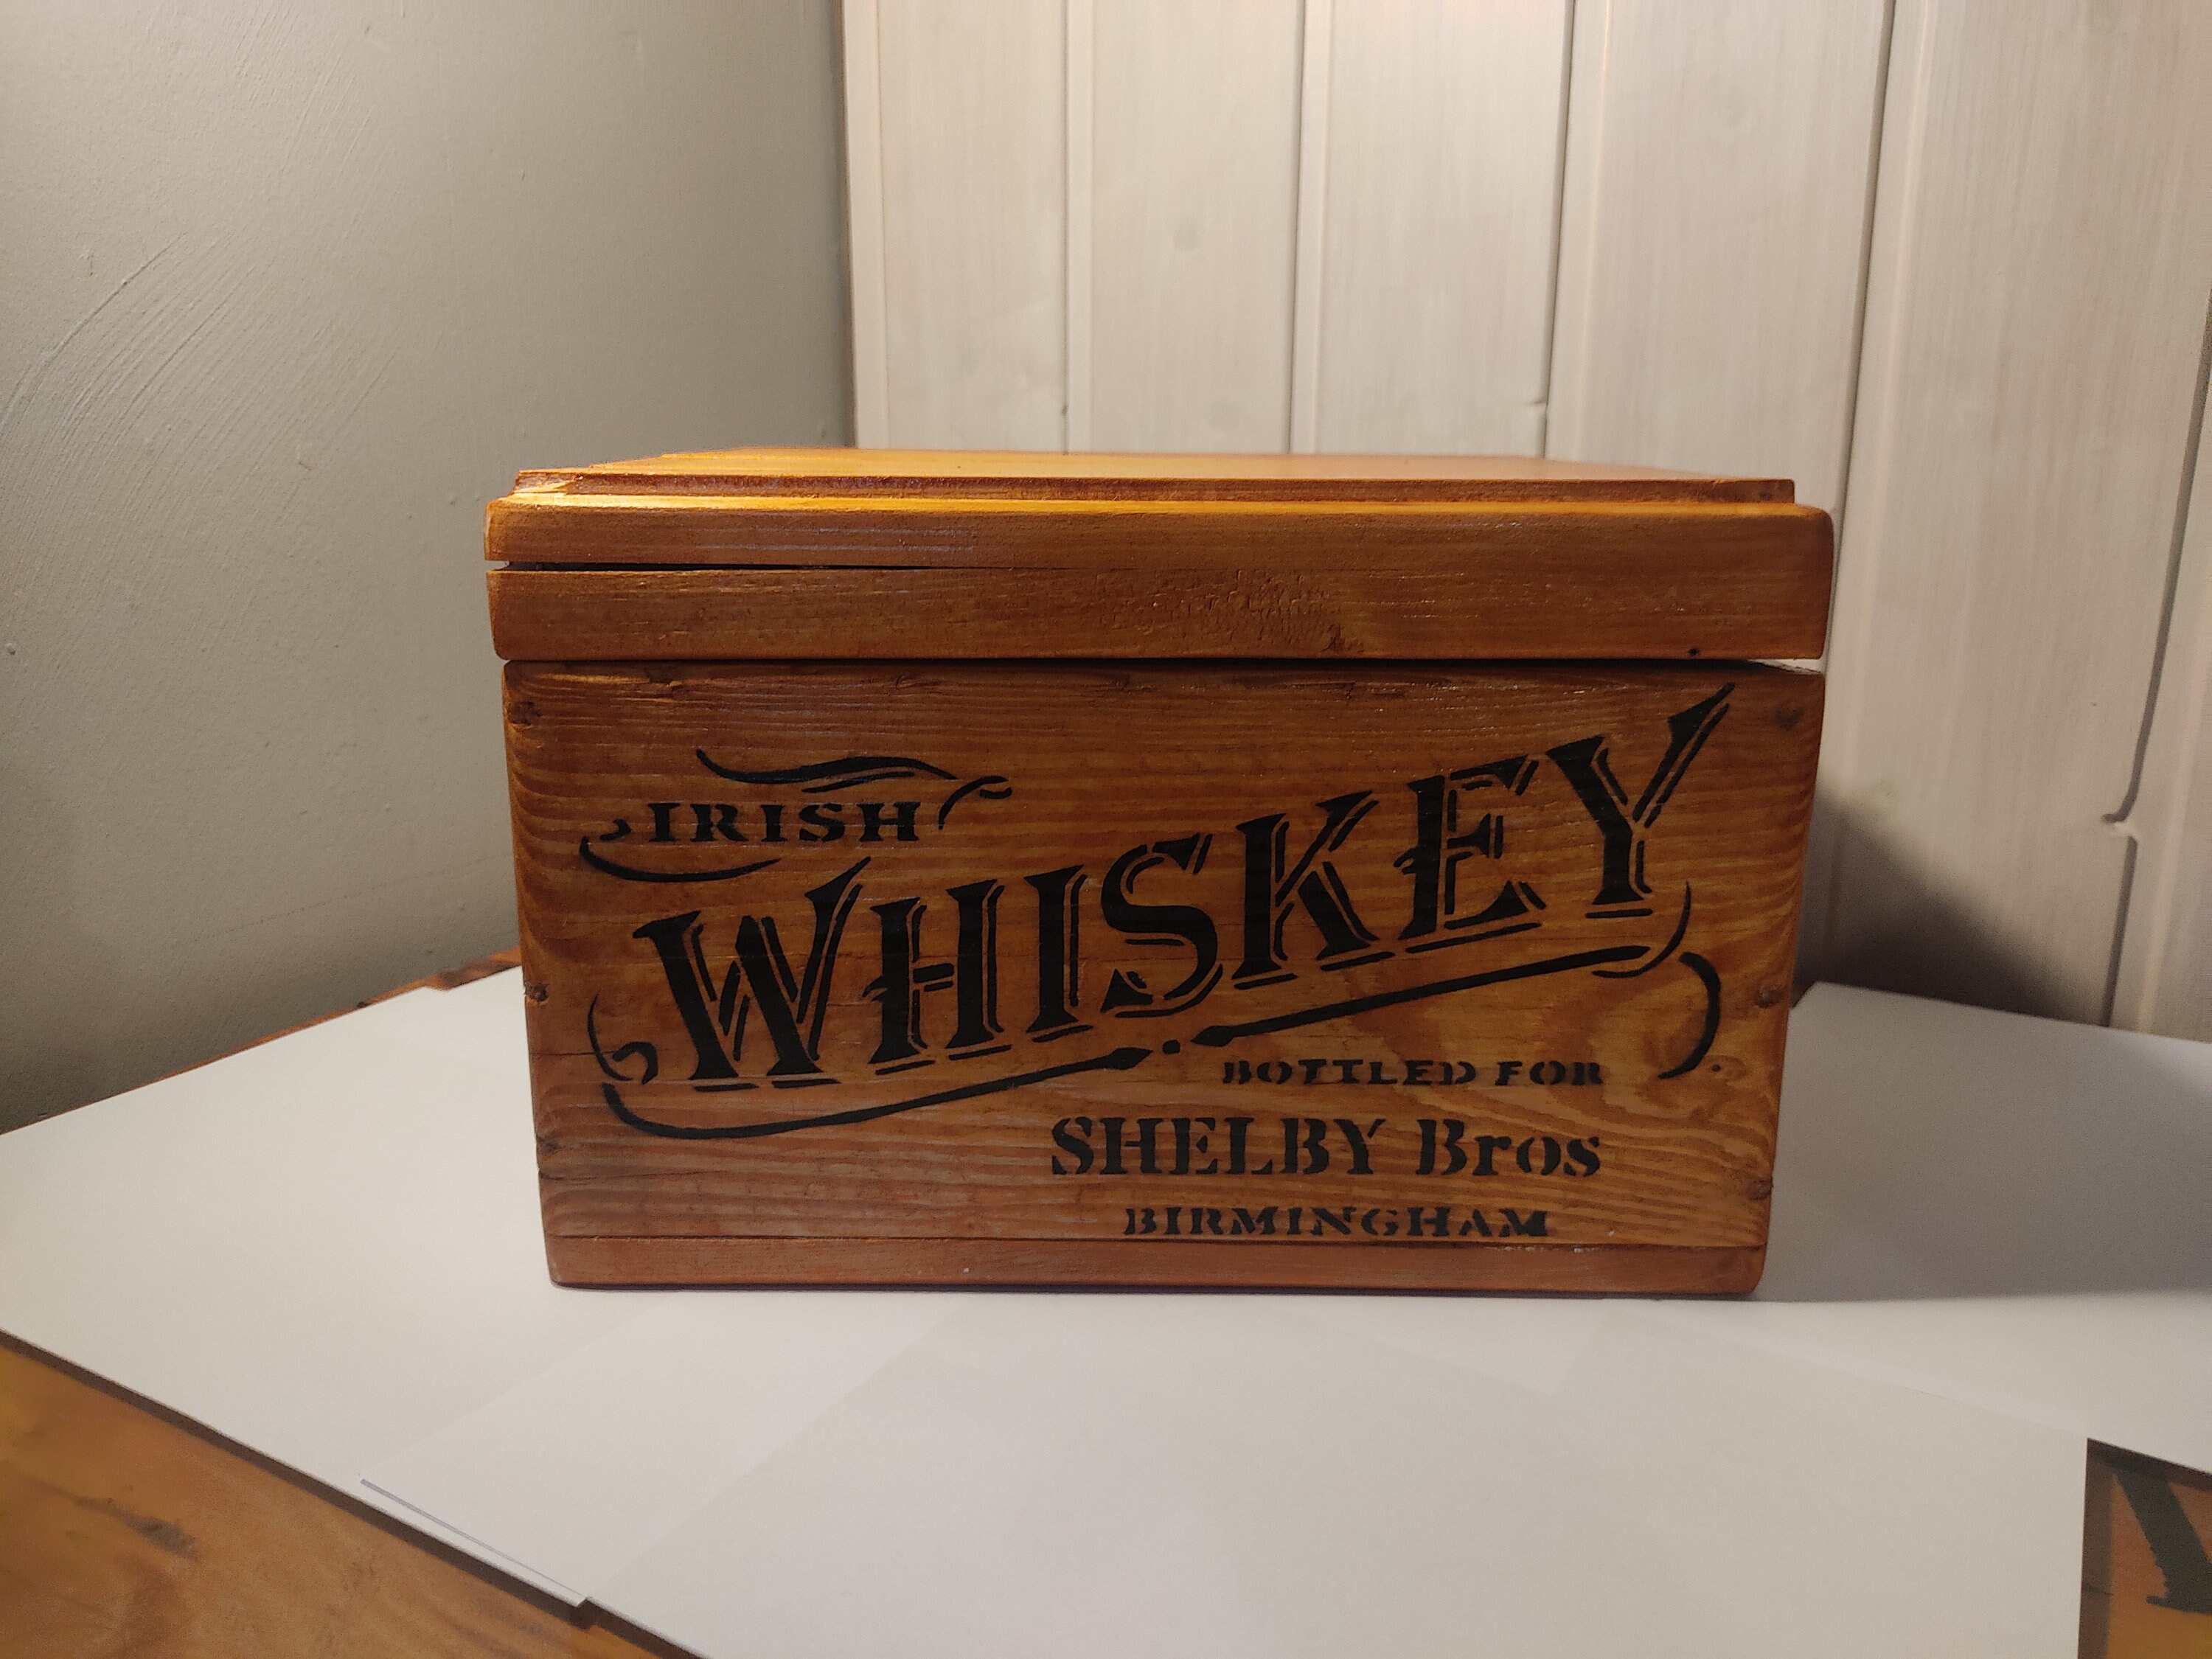 IRISH
WHISKEY
BOTTLED FOR
SHELBY Bros
BIRMINGHAM